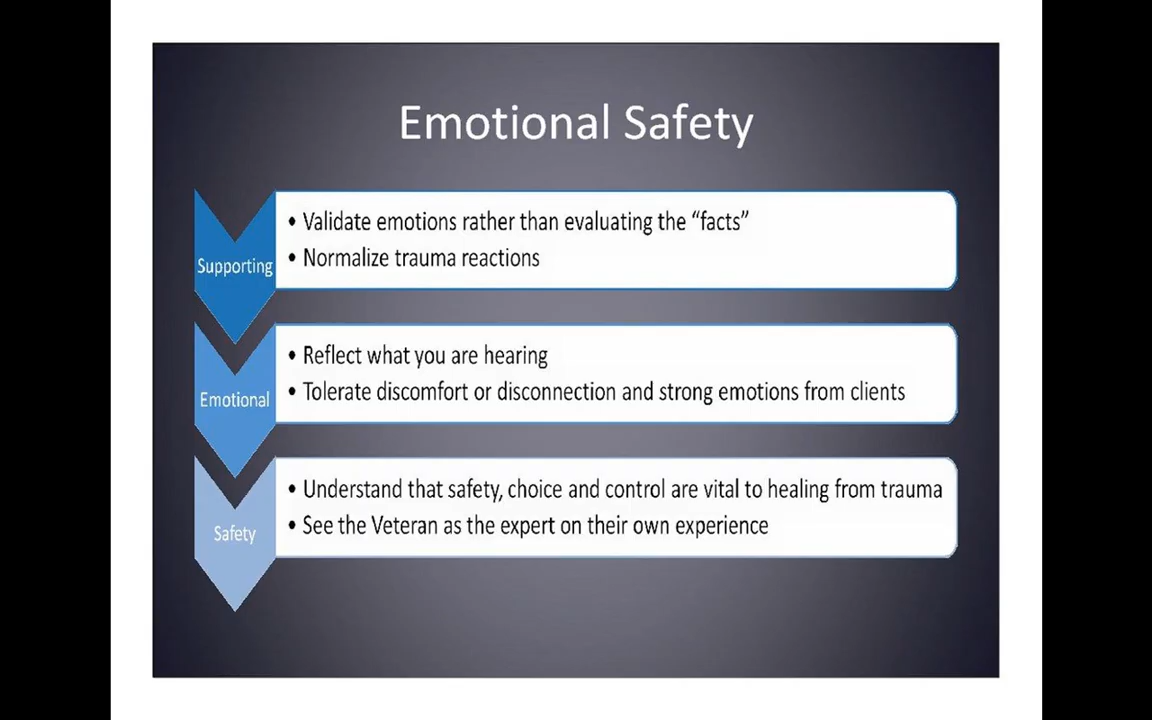 Emotional Safety
Supporting
• Validate emotions rather than evaluating the “facts”
• Normalize trauma reactions
Emotional
• Reflect what you are hearing
• Tolerate discomfort or disconnection and strong emotions from clients
Safety
• Understand that safety, choice and control are vital to healing from trauma
• See the Veteran as the expert on their own experience